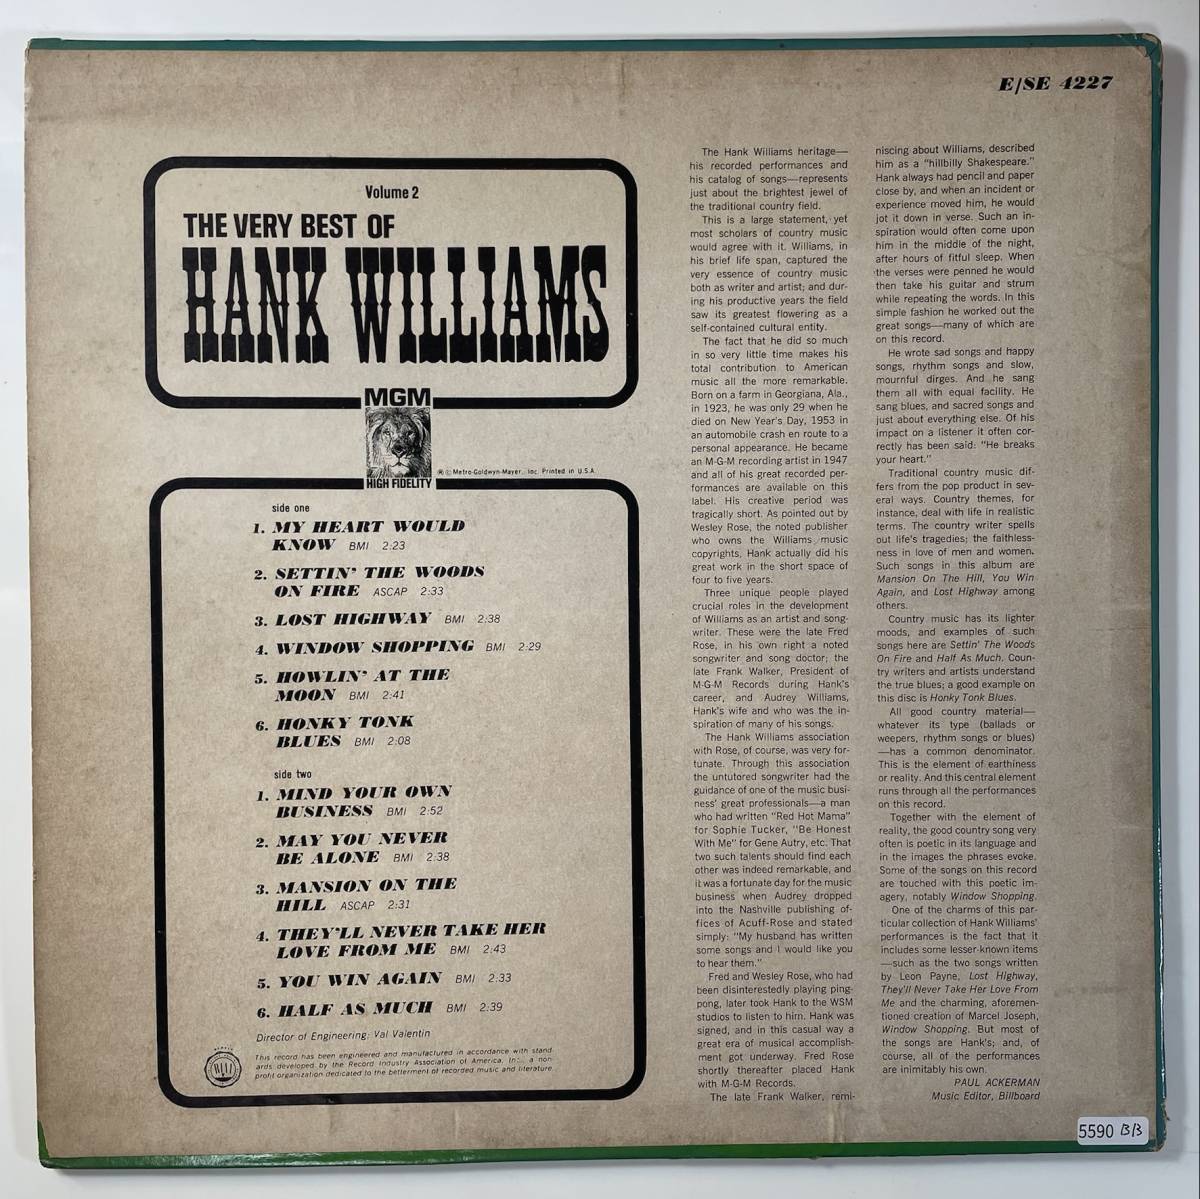 E/SE 4227
Volume 2
THE VERY BEST OF
HANK WILLIAMS
MGM
HIGH FIDELITY
℗ © Metro-Goldwyn-Mayer, Inc. Printed in U.S.A.
side one
1. MY HEART WOULD
KNOW BMI 2:23
2. SETTIN' THE WOODS
ON FIRE ASCAP 2:33
3. LOST HIGHWAY BMI 2:38
4. WINDOW SHOPPING BMI 2:29
5. HOWLIN' AT THE
MOON BMI 2:41
6. HONKY TONK
BLUES BMI 2:08
side two
1. MIND YOUR OWN
BUSINESS BMI 2:52
2. MAY YOU NEVER
BE ALONE BMI 2:38
3. MANSION ON THE
HILL ASCAP 2:31
4. THEY'LL NEVER TAKE HER
LOVE FROM ME BMI 2:43
5. YOU WIN AGAIN BMI 2:33
6. HALF AS MUCH BMI 2:39
Director of Engineering: Val Valentin
This record has been engineered and manufactured in accordance with stand
ards developed by the Record Industry Association of America, Inc., a non
profit organization dedicated to the betterment of recorded music and literature.
The Hank Williams heritage—
his recorded performances and
his catalog of songs—represents
just about the brightest jewel of
the traditional country field.
This is a large statement, yet
most scholars of country music
would agree with it. Williams, in
his brief life span, captured the
very essence of country music
both as writer and artist; and dur-
ing his productive years the field
saw its greatest flowering as a
self-contained cultural entity.
The fact that he did so much
in so very little time makes his
total contribution to American
music all the more remarkable.
Born on a farm in Georgiana, Ala.,
in 1923, he was only 29 when he
died on New Year's Day, 1953 in
an automobile crash en route to a
personal appearance. He became
an M-G-M recording artist in 1947
and all of his great recorded per-
formances are available on this
label. His creative period was
tragically short. As pointed out by
Wesley Rose, the noted publisher
who owns the Williams music
copyrights, Hank actually did his
great work in the short space of
four to five years.
Three unique people played
crucial roles in the development
of Williams as an artist and song-
writer. These were the late Fred
Rose, in his own right a noted
songwriter and song doctor; the
late Frank Walker, President of
M-G-M Records during Hank's
career, and Audrey Williams,
Hank's wife and who was the in-
spiration of many of his songs.
The Hank Williams association
with Rose, of course, was very for-
tunate. Through this association
the untutored songwriter had the
guidance of one of the music busi-
ness' great professionals—a man
who had written "Red Hot Mama"
for Sophie Tucker, "Be Honest
With Me" for Gene Autry, etc. That
two such talents should find each
other was indeed remarkable, and
it was a fortunate day for the music
business when Audrey dropped
into the Nashville publishing of-
fices of Acuff-Rose and stated
simply: "My husband has written
some songs and I would like you
to hear them."
Fred and Wesley Rose, who had
been disinterestedly playing ping-
pong, later took Hank to the WSM
studios to listen to him. Hank was
signed, and in this casual way a
great era of musical accomplish-
ment got underway. Fred Rose
shortly thereafter placed Hank
with M-G-M Records.
The late Frank Walker, remi-
niscing about Williams, described
him as a "hillbilly Shakespeare."
Hank always had pencil and paper
close by, and when an incident or
experience moved him, he would
jot it down in verse. Such an in-
spiration would often come upon
him in the middle of the night,
after hours of fitful sleep. When
the verses were penned he would
then take his guitar and strum
while repeating the words. In this
simple fashion he worked out the
great songs—many of which are
on this record.
He wrote sad songs and happy
songs, rhythm songs and slow,
mournful dirges. And he sang
them all with equal facility. He
sang blues, and sacred songs and
just about everything else. Of his
impact on a listener it often cor-
rectly has been said: "He breaks
your heart."
Traditional country music dif-
fers from the pop product in sev-
eral ways. Country themes, for
instance, deal with life in realistic
terms. The country writer spells
out life's tragedies; the faithless-
ness in love of men and women.
Such songs in this album are
Mansion On The Hill, You Win
Again, and Lost Highway among
others.
Country music has its lighter
moods, and examples of such
songs here are Settin' The Woods
On Fire and Half As Much. Coun-
try writers and artists understand
the true blues; a good example on
this disc is Honky Tonk Blues.
All good country material—
whatever its type (ballads or
weepers, rhythm songs or blues)
—has a common denominator.
This is the element of earthiness
or reality. And this central element
runs through all the performances
on this record.
Together with the element of
reality, the good country song very
often is poetic in its language and
in the images the phrases evoke.
Some of the songs on this record
are touched with this poetic im-
agery, notably Window Shopping.
One of the charms of this par-
ticular collection of Hank Williams'
performances is the fact that it
includes some lesser-known items
—such as the two songs written
by Leon Payne, Lost Highway,
They'll Never Take Her Love From
Me and the charming, aforemen-
tioned creation of Marcel Joseph,
Window Shopping. But most of
the songs are Hank's; and, of
course, all of the performances
are inimitably his own.
PAUL ACKERMAN
Music Editor, Billboard
5590 B/B